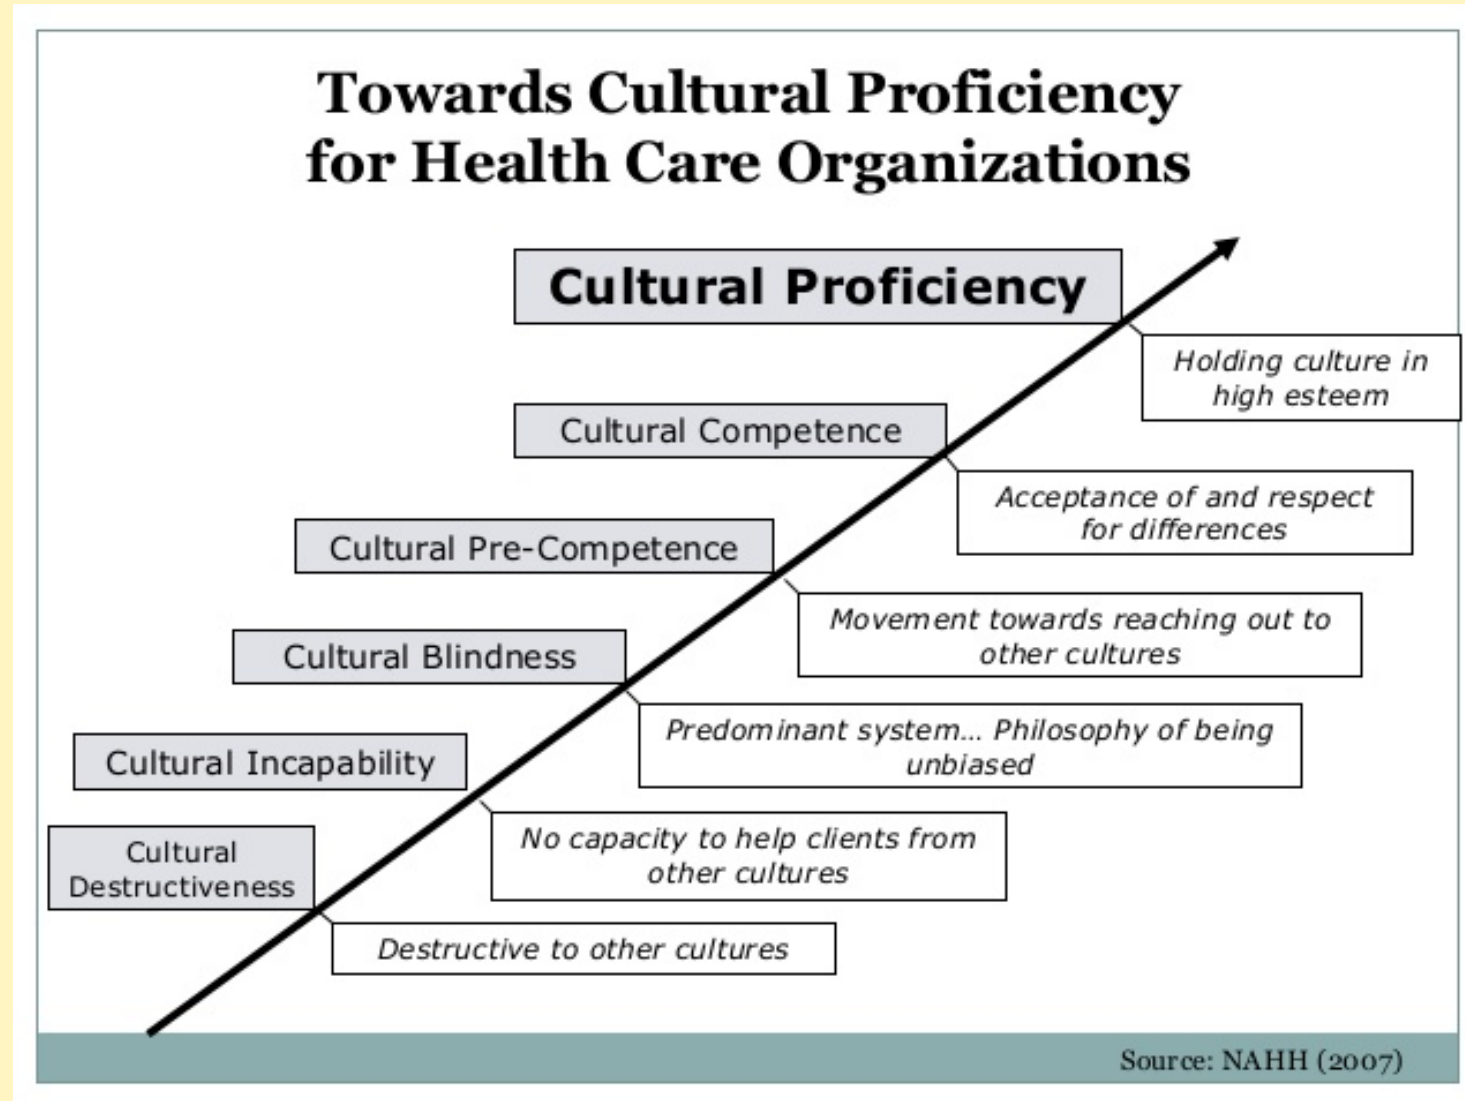 Towards Cultural Proficiency
for Health Care Organizations
Cultural Proficiency
Holding culture in
high esteem
Cultural Competence
Acceptance of and respect
for differences
Cultural Pre-Competence
Movement towards reaching out to
other cultures
Cultural Blindness
Predominant system… Philosophy of being
unbiased
Cultural Incapability
No capacity to help clients from
other cultures
Cultural
Destructiveness
Destructive to other cultures
Source: NAHH (2007)